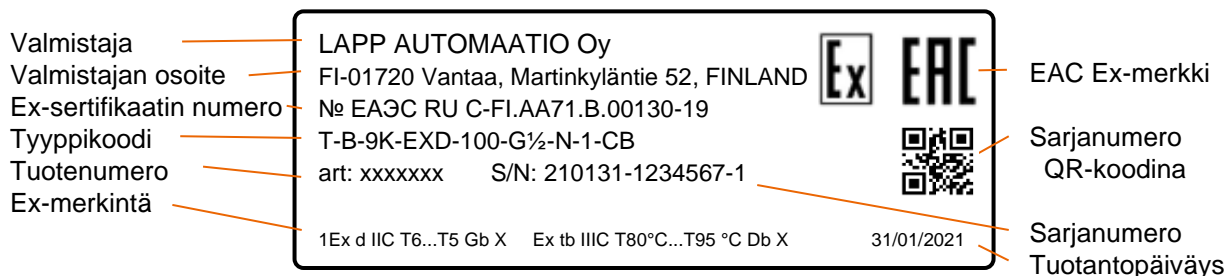 Valmistaja
Valmistajan osoite
Ex-sertifikaatin numero
Tyyppikoodi
Tuotenumero
Ex-merkintä
LAPP AUTOMAATIO Oy
FI-01720 Vantaa, Martinkyläntie 52, FINLAND
№ ЕАЭС RU C-FI.AA71.B.00130-19
T-B-9K-EXD-100-G½-N-1-CB
art: xxxxxxx S/N: 210131-1234567-1
1Ex d IIC T6...T5 Gb X Ex tb IIIC T80°C...T95 °C Db X 31/01/2021
Ex EAC
EAC Ex-merkki
Sarjanumero
QR-koodina
Sarjanumero
Tuotantopäiväys